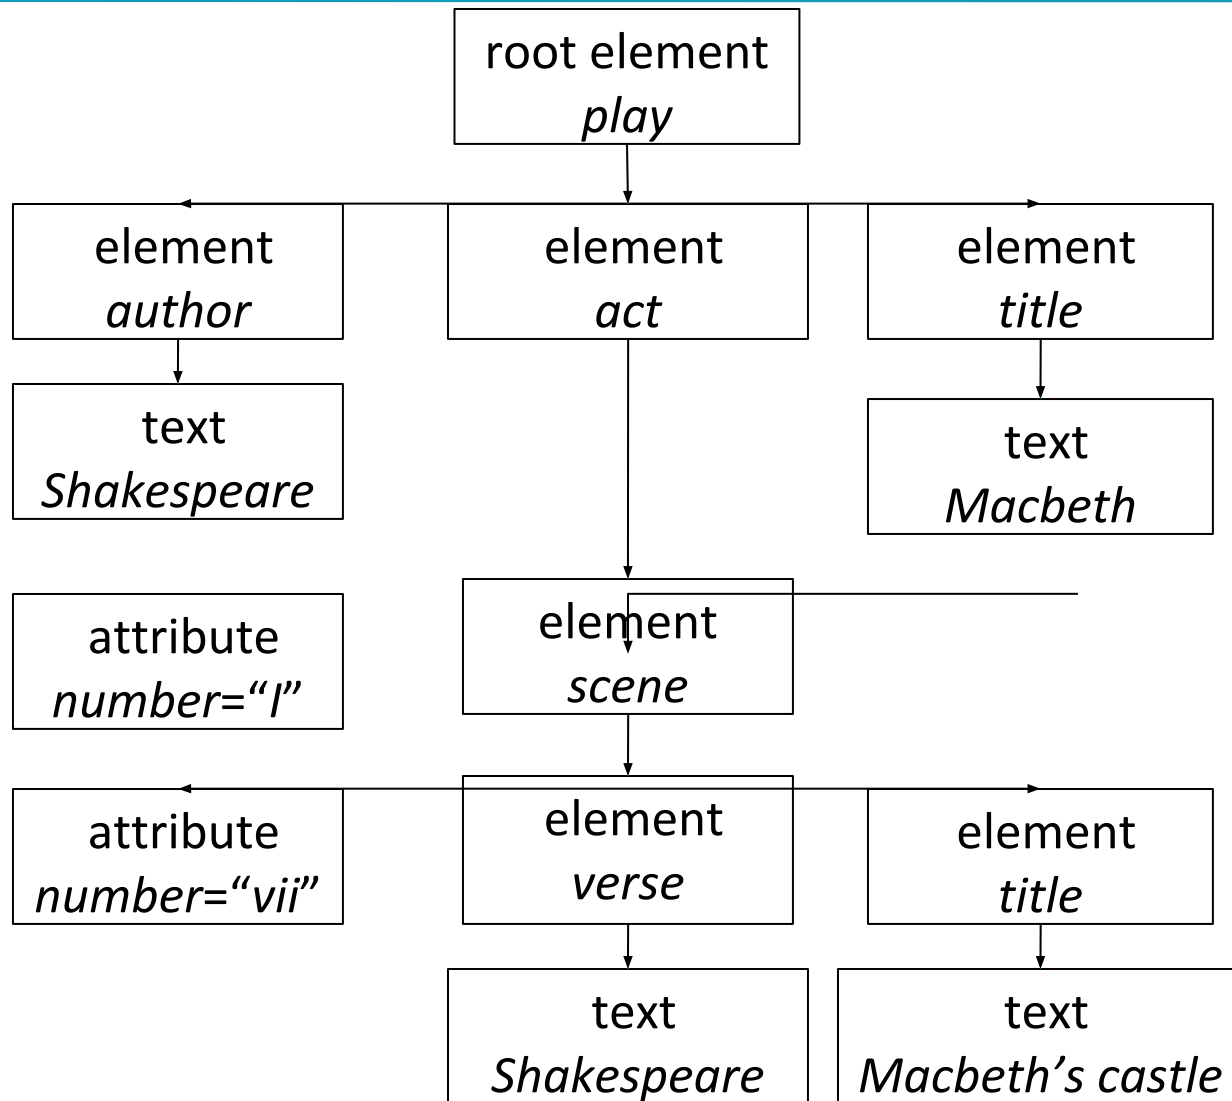 root element
play
element
author
element
act
element
title
text
Shakespeare
text
Macbeth
attribute
number=“I”
element
scene
attribute
number=“vii”
element
verse
element
title
text
Shakespeare
text
Macbeth’s castle